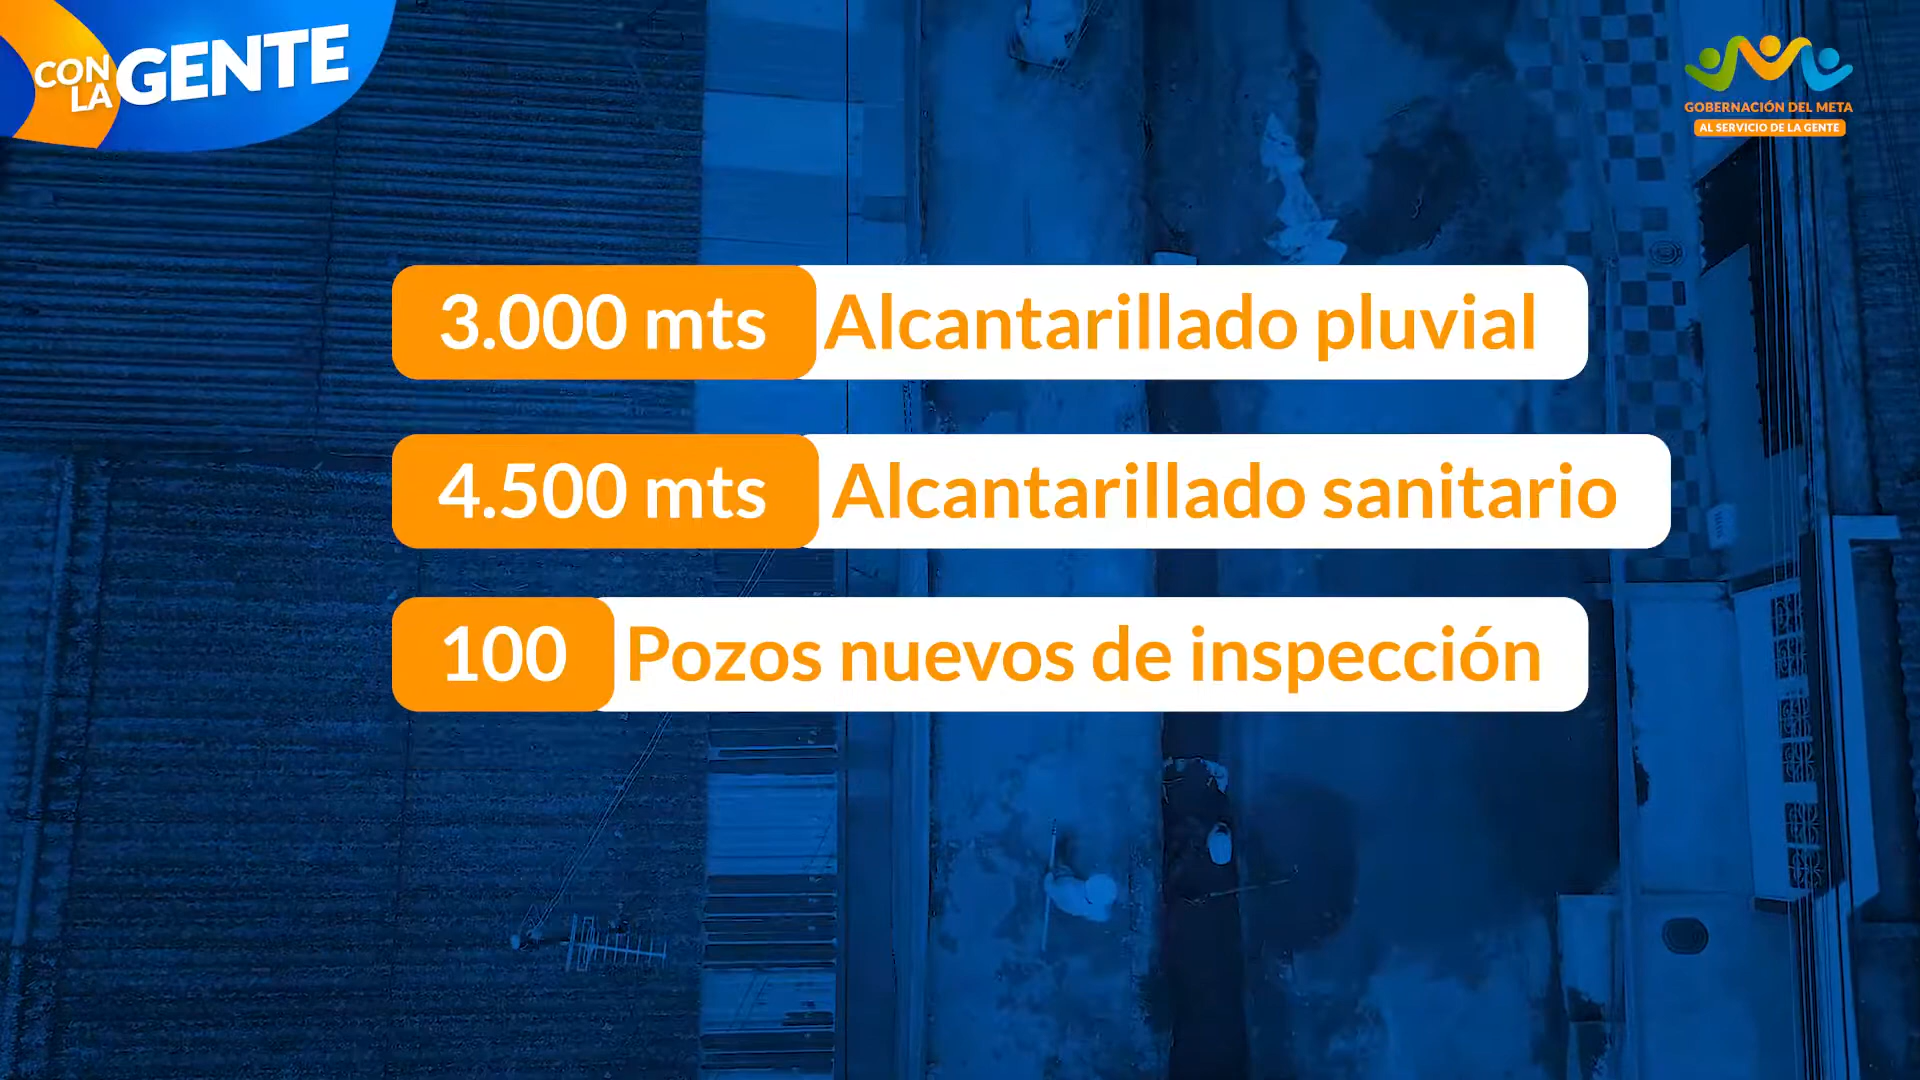 CON
LA GENTE
GOBERNACIÓN DEL META
AL SERVICIO DE LA GENTE
3.000 mts Alcantarillado pluvial
4.500 mts Alcantarillado sanitario
100 Pozos nuevos de inspección